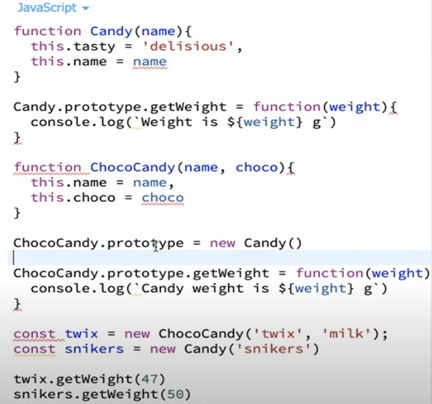 JavaScript
function Candy(name){
this.tasty = 'delisious',
this.name = name
}
Candy.prototype.getWeight = function(weight){
console.log(`Weight is ${weight} g`)
}
function ChocoCandy(name, choco){
this.name = name,
this.choco = choco
}
ChocoCandy.prototype = new Candy()
ChocoCandy.prototype.getWeight = function(weight)
console.log(`Candy weight is ${weight} g`)
}
const twix = new ChocoCandy('twix', 'milk');
const snikers = new Candy('snikers')
twix.getWeight(47)
snikers.getWeight(50)